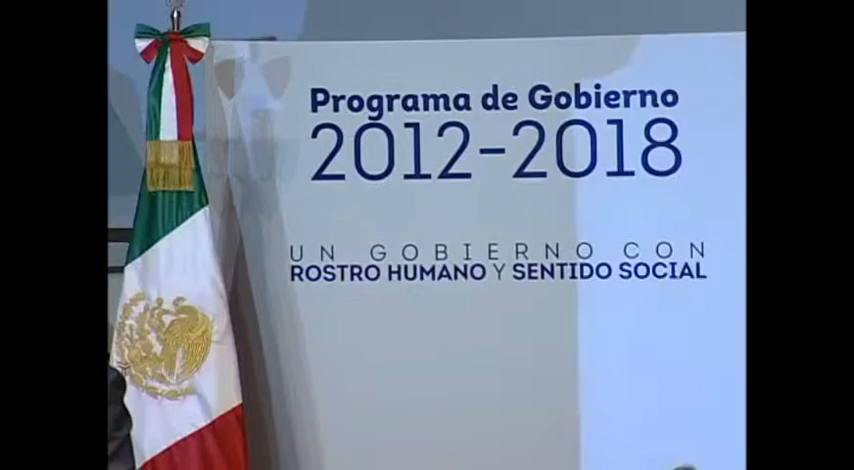 Programa de Gobierno
2012-2018
UN GOBIERNO CON
ROSTRO HUMANO Y SENTIDO SOCIAL